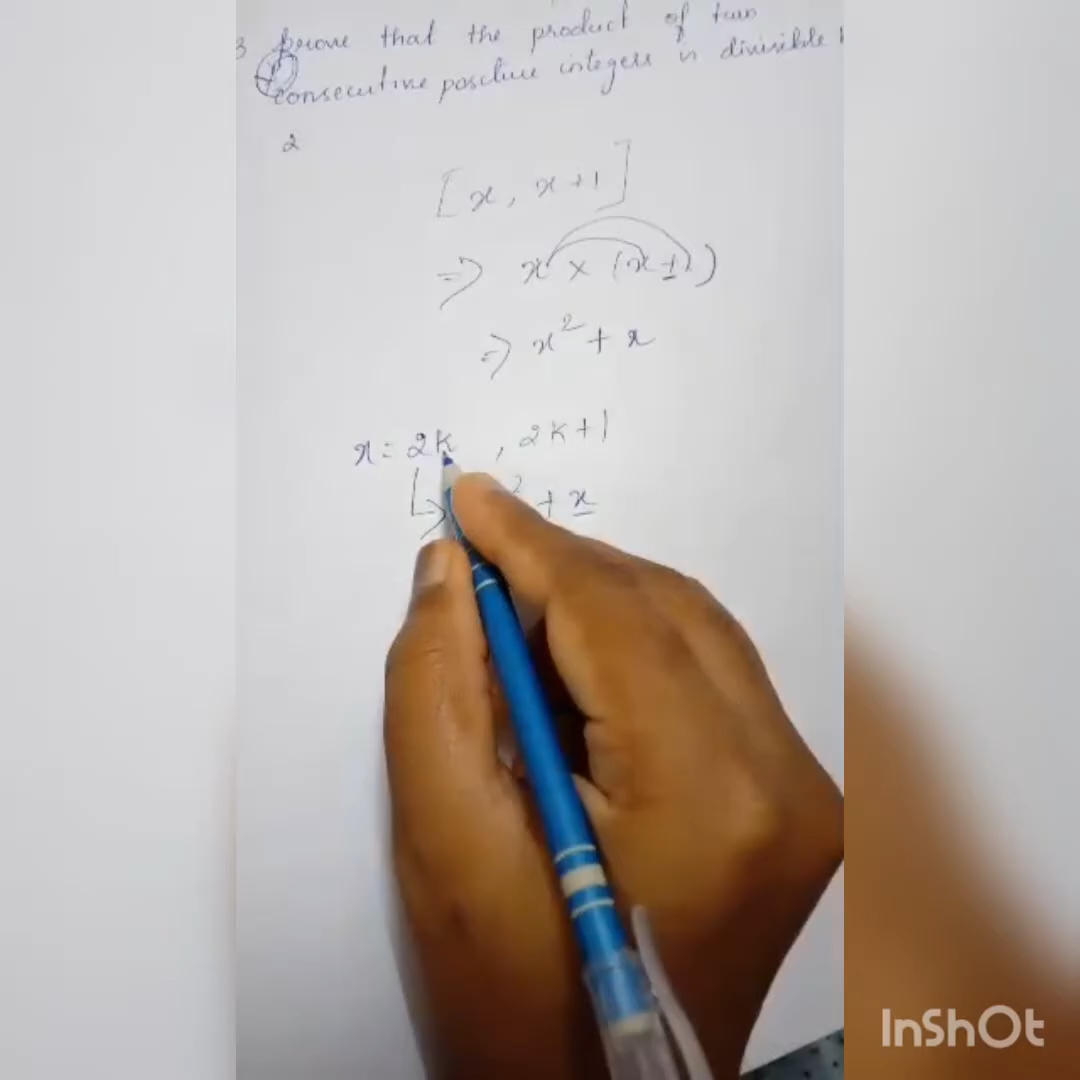 3 prove that the product of two
consecutive positive integers is divisible
2
[x, x+1]
=> x × (x+1)
=> x² + x
x = 2k , 2k+1
² + x
InShOt